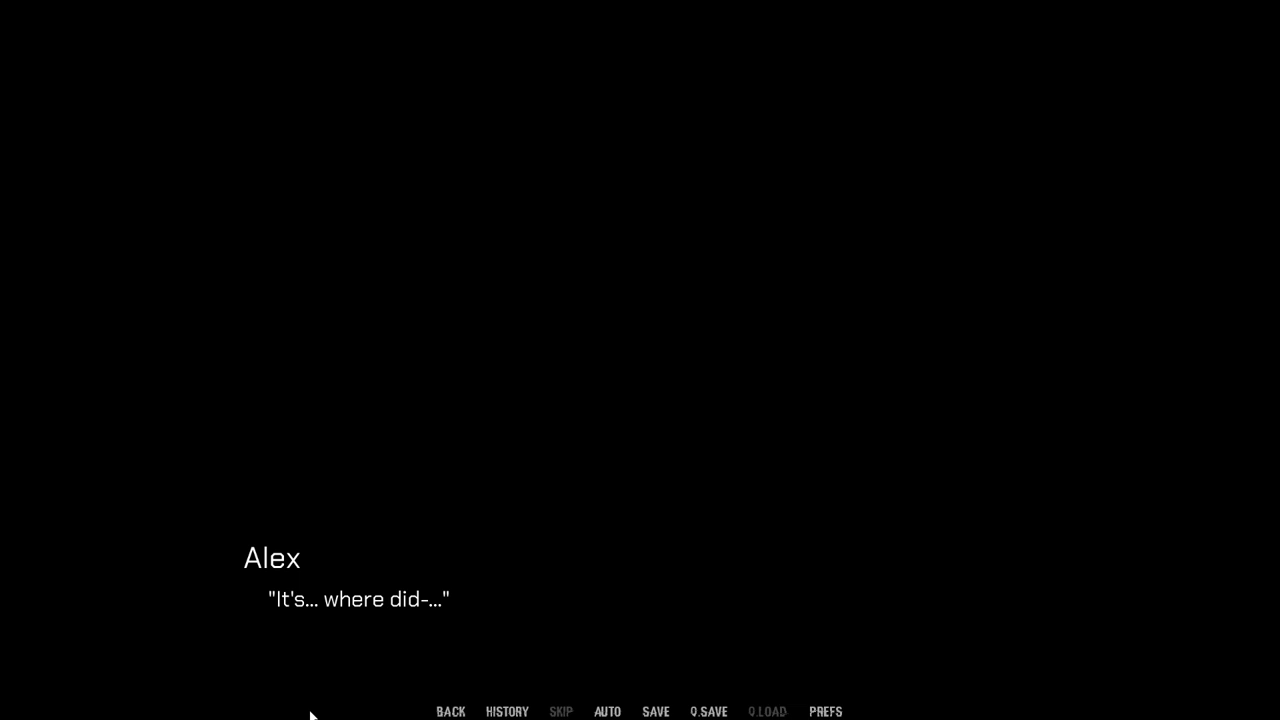 Alex
"It's... where did-..."
BACK HISTORY SKIP AUTO SAVE Q.SAVE Q.LOAD PREFS